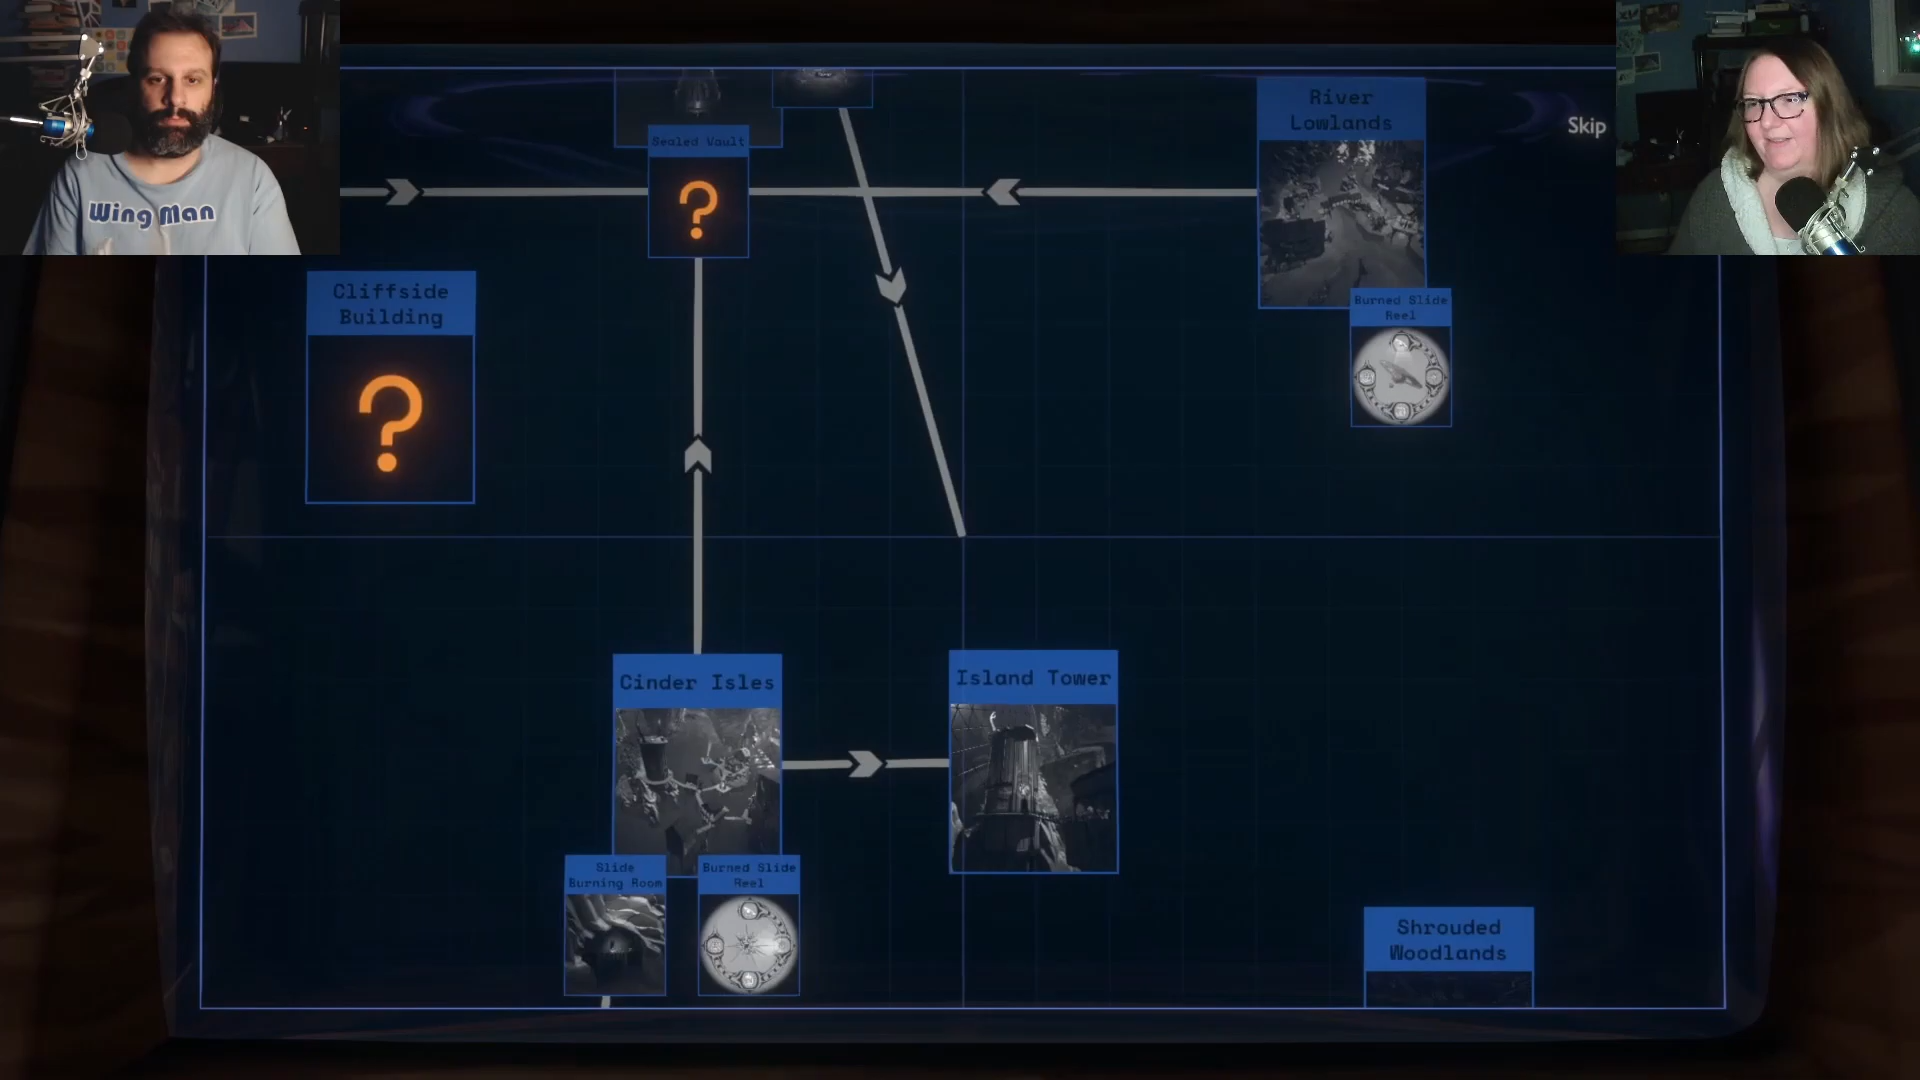 River
Lowlands
Skip
Sealed Vault
Wing Man
Cliffside
Building
Burned Slide
Reel
Cinder Isles
Island Tower
Slide
Burning Room
Burned Slide
Reel
Shrouded
Woodlands